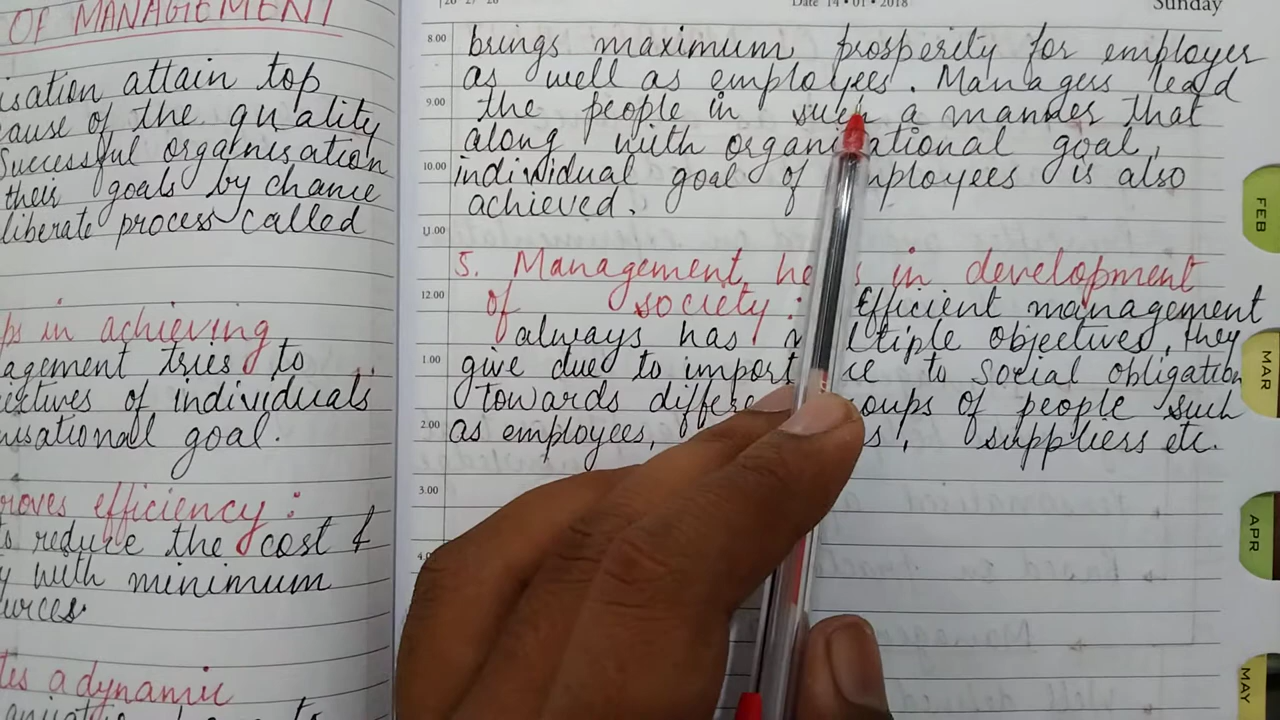 OF MANAGEMENT
isation attain top
cause of the quality
Successful organisation
their goals by chance
liberate process called
ps in achieving
agement tries to
ectives of individuals
nisational goal.
roves efficiency:
to reduce the cost &
y with minimum
urces
tes a dynamic
Date 14 • 01 • 2018
Sunday
8.00 brings maximum prosperity for employer
as well as employees. Managers lead
9.00 the people in such a manner that
along with organisational goal,
10.00 individual goal of employees is also
achieved.
11.00
5. Management helps in development
12.00 of society: Efficient management
always has multiple objectives, they
1.00 give due to importance to social obligation
towards different groups of people such
2.00 as employees, suppliers etc.
3.00
FEB
MAR
APR
MAY